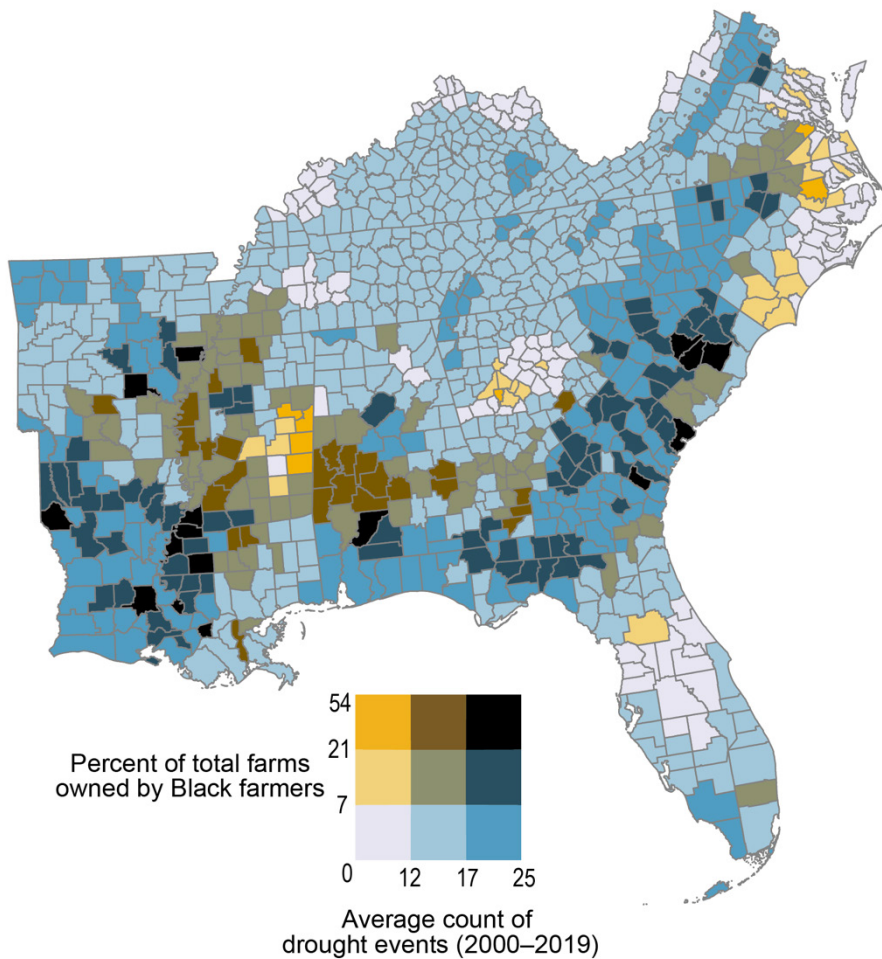 54
21
Percent of total farms
owned by Black farmers
7
0
12
17
25
Average count of
drought events (2000–2019)